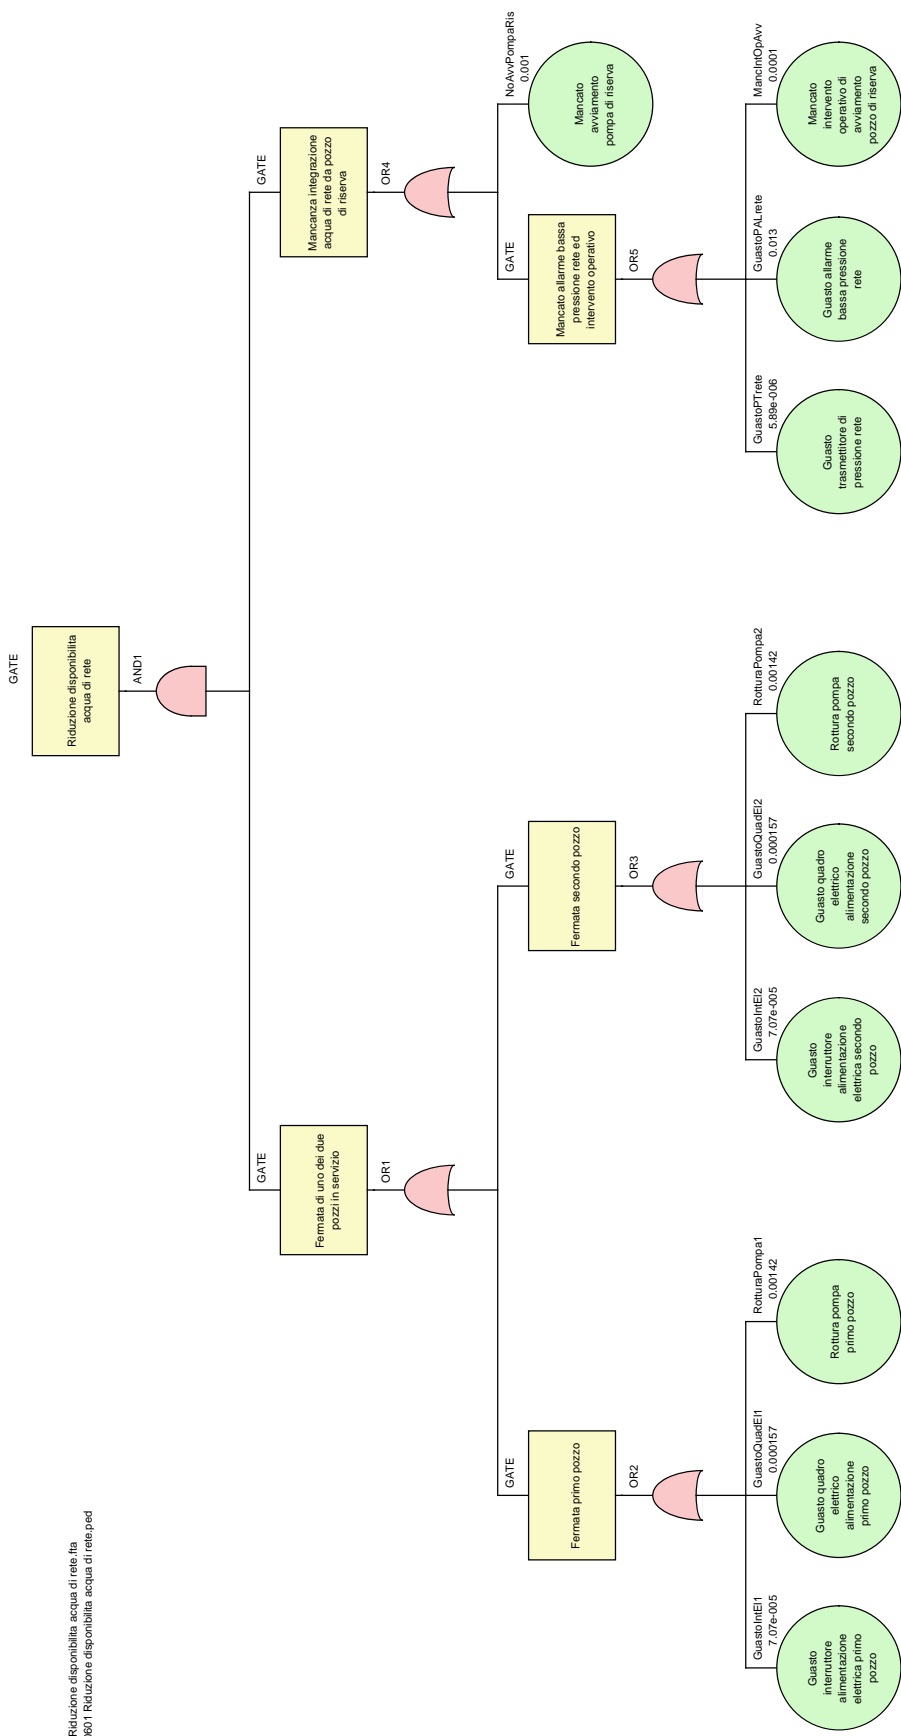 Riduzione disponibilita acqua di rete.fta
0601 Riduzione disponibilita acqua di rete.ped
GATE
Riduzione disponibilita
acqua di rete
AND1
GATE
Fermata di uno dei due
pozzi in servizio
OR1
GATE
Mancanza integrazione
acqua di rete da pozzo
di riserva
OR4
GATE
Fermata primo pozzo
OR2
GATE
Fermata secondo pozzo
OR3
GATE
Mancato allarme bassa
pressione rete ed
intervento operativo
OR5
NoAvvPompaRis
0.001
Mancato
avviamento
pompa di riserva
GuastoIntEl1
7.07e-005
Guasto
interruttore
alimentazione
elettrica primo
pozzo
GuastoQuadEl1
0.000157
Guasto quadro
elettrico
alimentazione
primo pozzo
RotturaPompa1
0.00142
Rottura pompa
primo pozzo
GuastoIntEl2
7.07e-005
Guasto
interruttore
alimentazione
elettrica secondo
pozzo
GuastoQuadEl2
0.000157
Guasto quadro
elettrico
alimentazione
secondo pozzo
RotturaPompa2
0.00142
Rottura pompa
secondo pozzo
GuastoPTrete
5.89e-006
Guasto
trasmettitore di
pressione rete
GuastoPALrete
0.013
Guasto allarme
bassa pressione
rete
MancIntOpAvv
0.0001
Mancato
intervento
operativo di
avviamento
pozzo di riserva